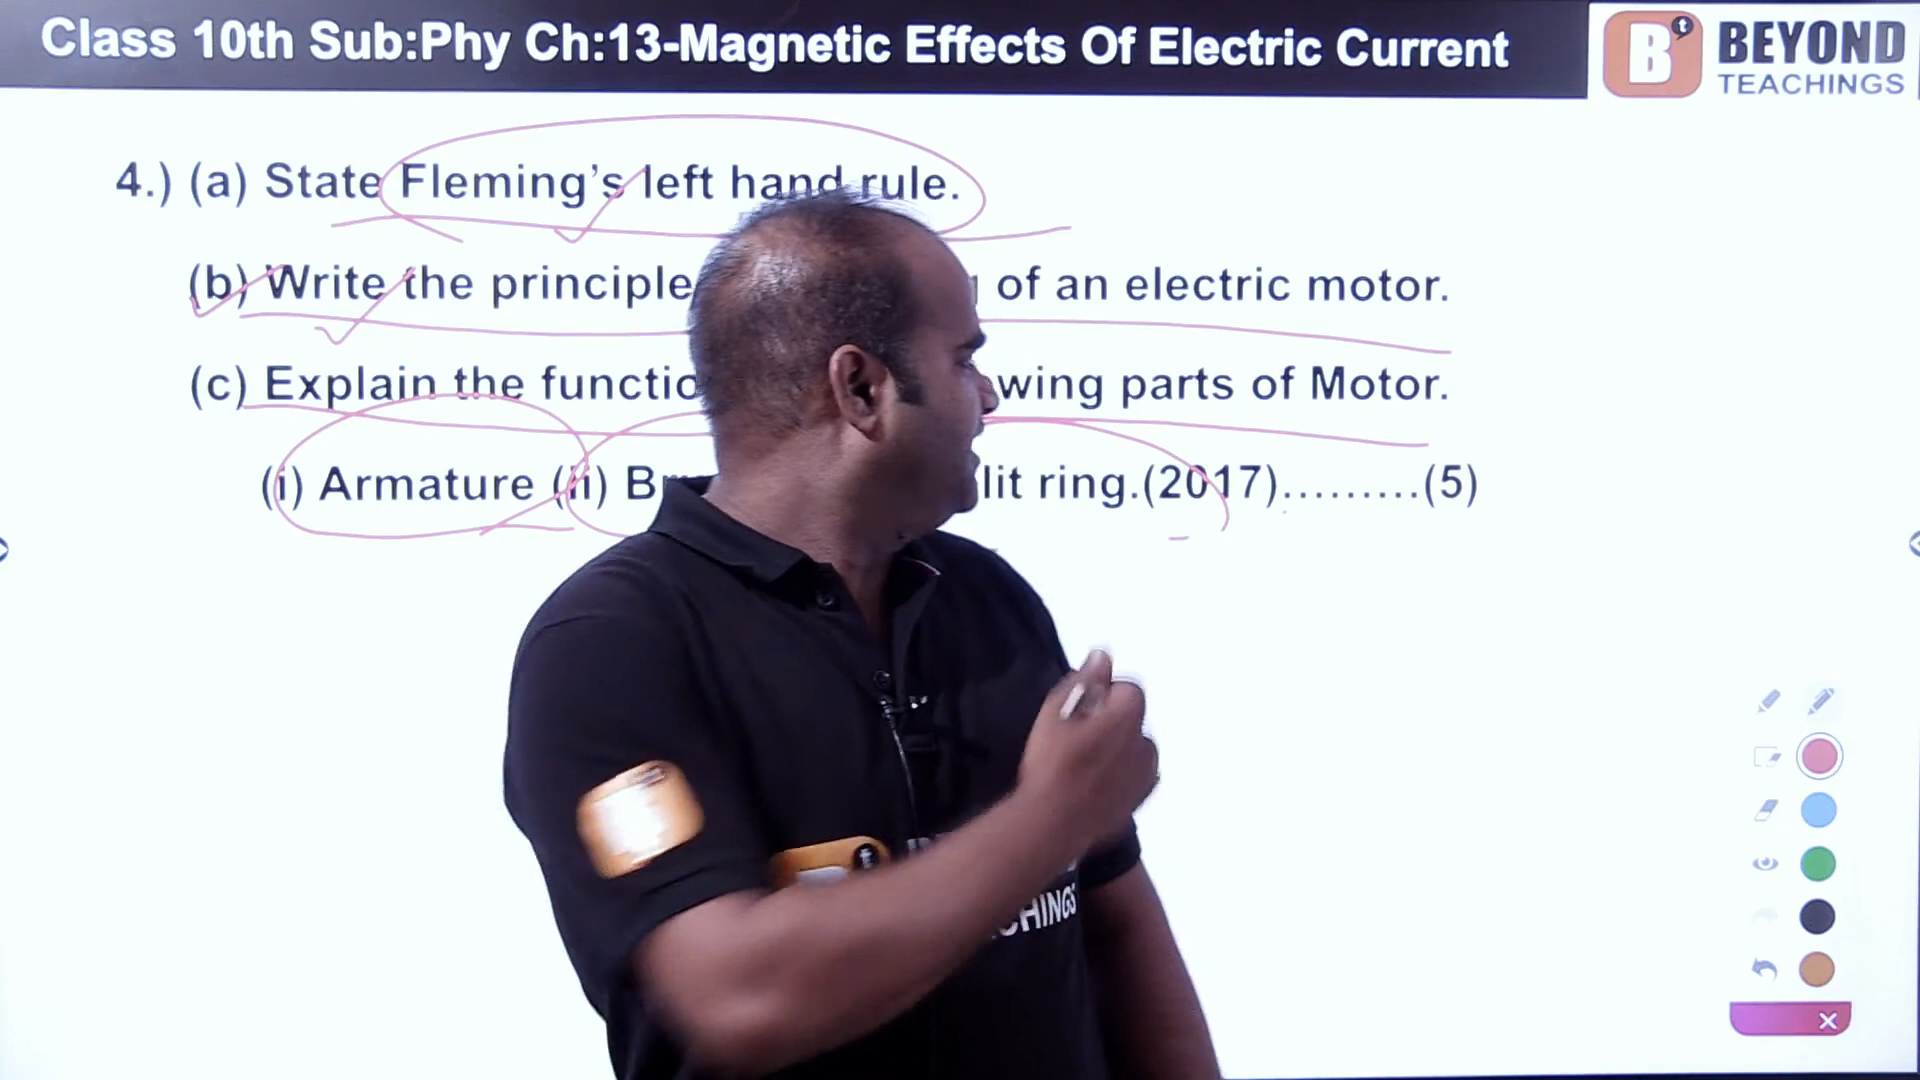 Class 10th Sub:Phy Ch:13-Magnetic Effects Of Electric Current
B t BEYOND
TEACHINGS
4.) (a) State Fleming's left hand rule.
(b) Write the principle of an electric motor.
(c) Explain the wing parts of Motor.
(i) Armature (ii) lit ring.(2017).........(5)